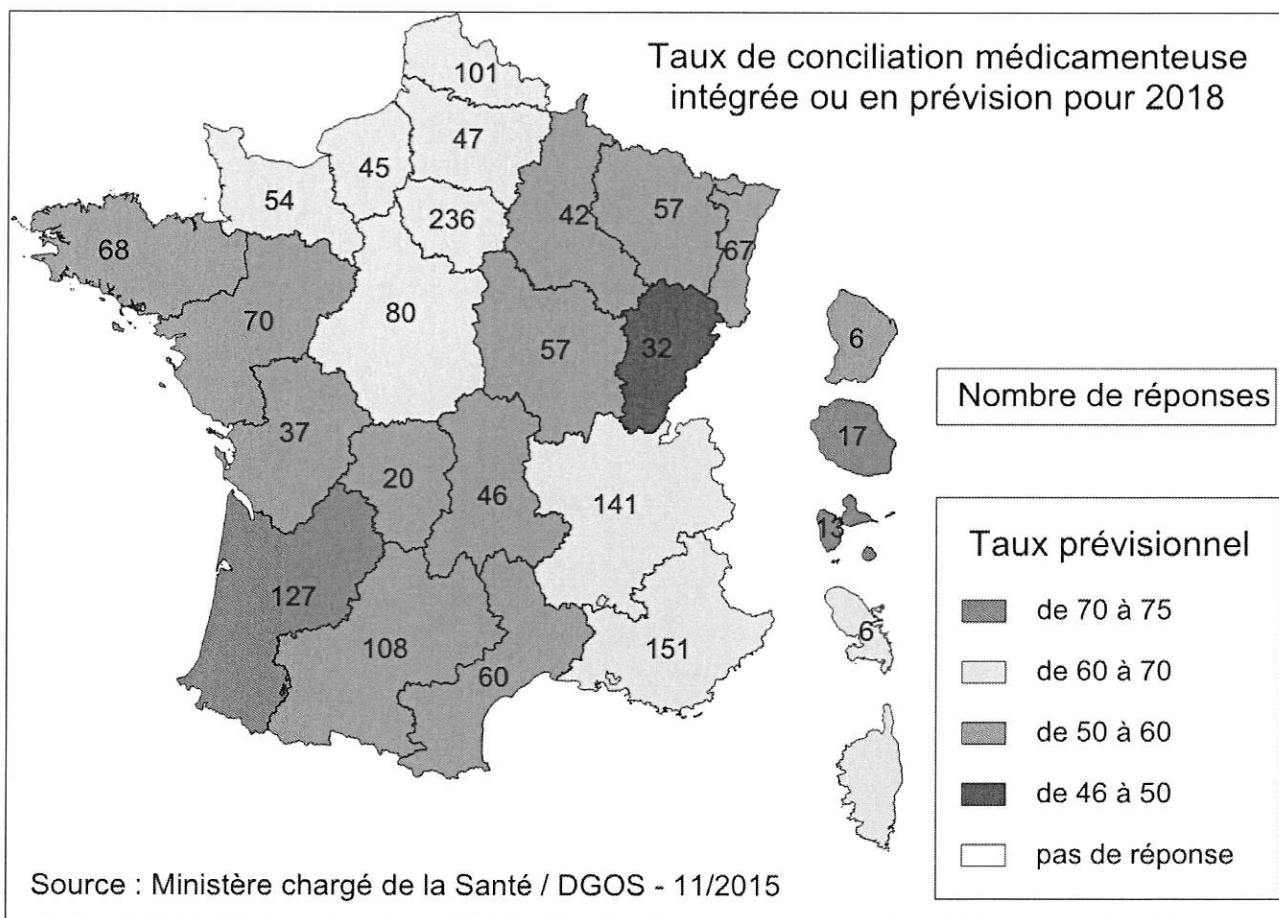 Taux de conciliation médicamenteuse
intégrée ou en prévision pour 2018
101
47
45
54
236
42
57
67
68
70
80
57
32
6
Nombre de réponses
17
37
20
46
141
13
Taux prévisionnel
de 70 à 75
127
108
60
151
6
de 60 à 70
de 50 à 60
de 46 à 50
pas de réponse
Source : Ministère chargé de la Santé / DGOS - 11/2015